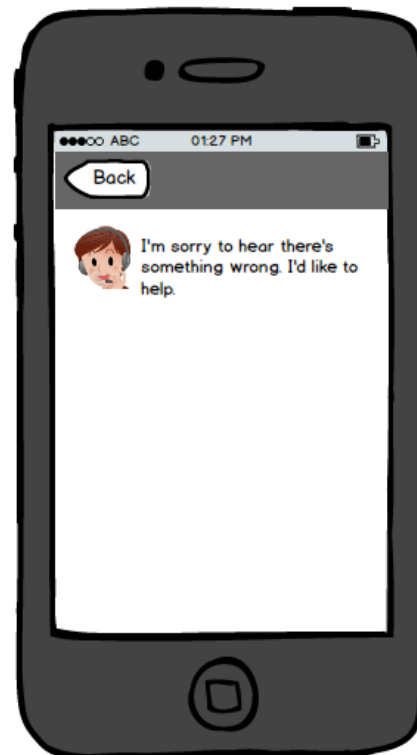 ABC 01:27 PM
Back
I'm sorry to hear there's
something wrong. I'd like to
help.